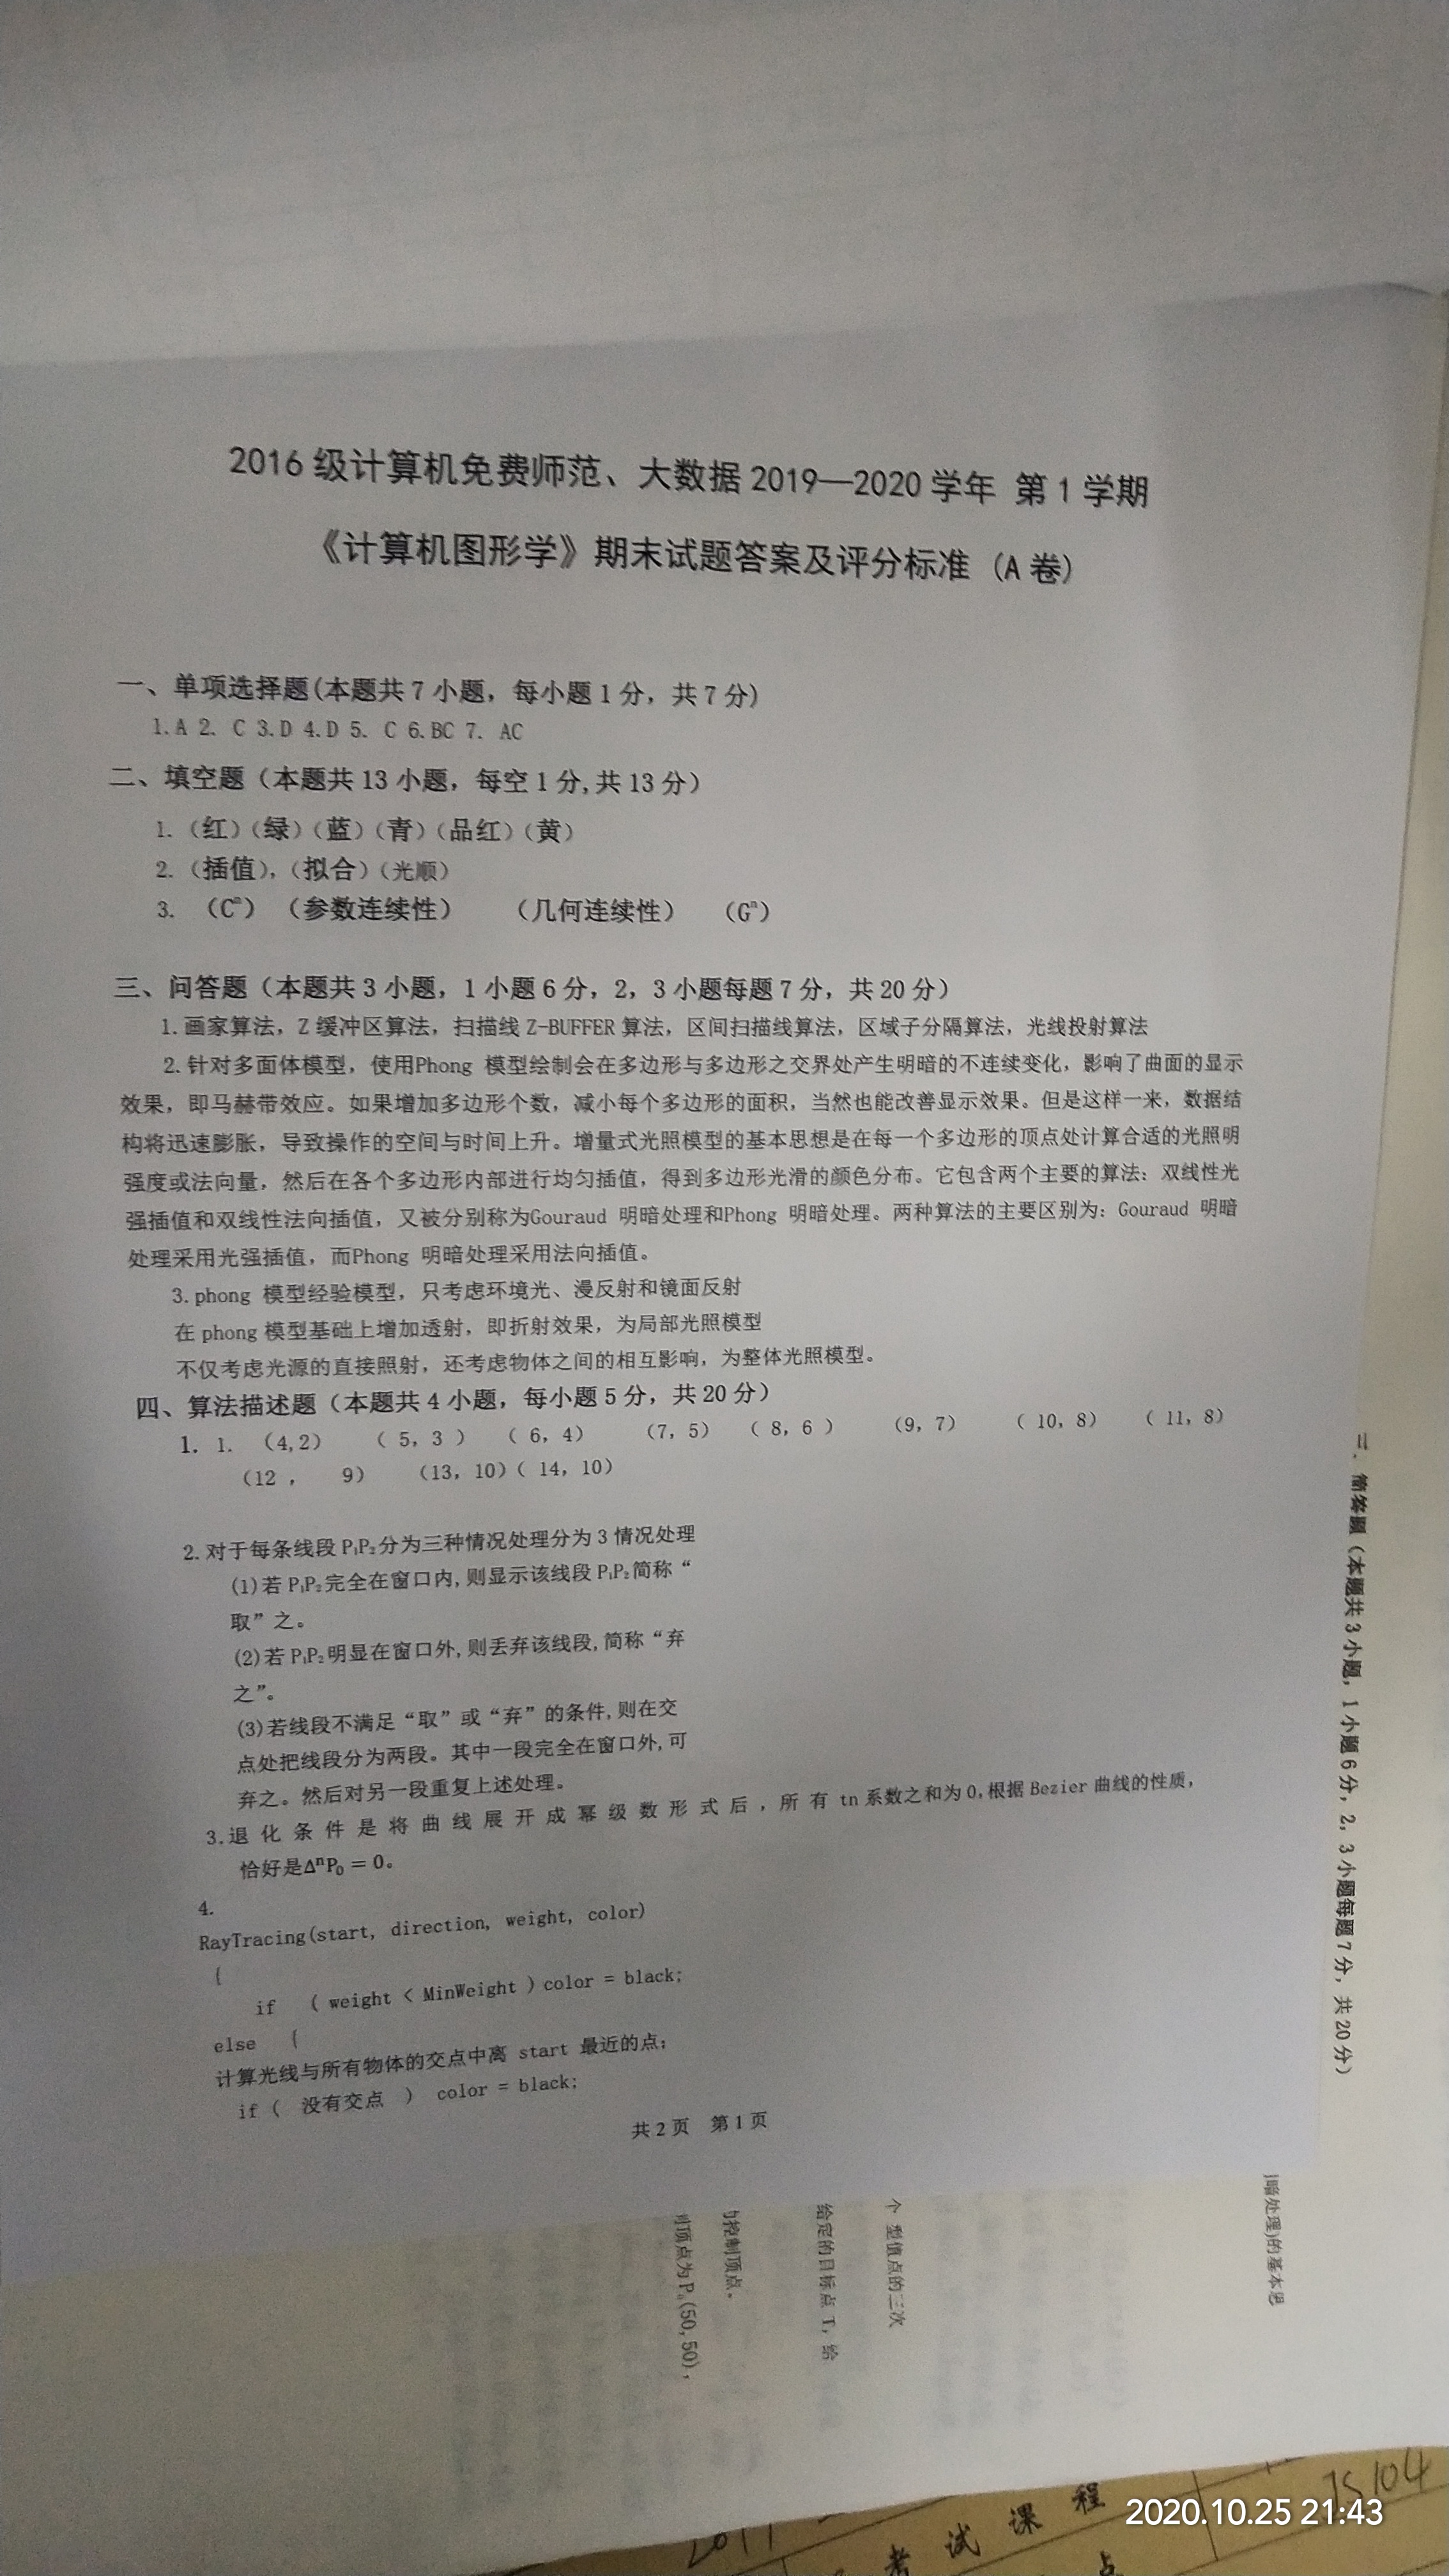 2016 级计算机免费师范、大数据 2019—2020 学年 第 1 学期
《计算机图形学》期末试题答案及评分标准 (A 卷)
一、单项选择题(本题共 7 小题，每小题 1 分，共 7 分)
1.A 2. C 3.D 4.D 5. C 6.BC 7. AC
二、填空题（本题共 13 小题，每空 1 分,共 13 分）
1.（红）（绿）（蓝）（青）（品红）（黄）
2.（插值），（拟合）（光顺）
3. （Cⁿ）（参数连续性） （几何连续性） （Gⁿ）
三、问答题（本题共 3 小题，1 小题 6 分，2，3 小题每题 7 分，共 20 分）
1.画家算法，Z 缓冲区算法，扫描线 Z-BUFFER 算法，区间扫描线算法，区域子分隔算法，光线投射算法
2.针对多面体模型，使用Phong 模型绘制会在多边形与多边形之交界处产生明暗的不连续变化，影响了曲面的显示
效果，即马赫带效应。如果增加多边形个数，减小每个多边形的面积，当然也能改善显示效果。但是这样一来，数据结
构将迅速膨胀，导致操作的空间与时间上升。增量式光照模型的基本思想是在每一个多边形的顶点处计算合适的光照明
强度或法向量，然后在各个多边形内部进行均匀插值，得到多边形光滑的颜色分布。它包含两个主要的算法：双线性光
强插值和双线性法向插值，又被分别称为Gouraud 明暗处理和Phong 明暗处理。两种算法的主要区别为：Gouraud 明暗
处理采用光强插值，而Phong 明暗处理采用法向插值。
3.phong 模型经验模型，只考虑环境光、漫反射和镜面反射
在 phong 模型基础上增加透射，即折射效果，为局部光照模型
不仅考虑光源的直接照射，还考虑物体之间的相互影响，为整体光照模型。
四、算法描述题（本题共 4 小题，每小题 5 分，共 20 分）
1. 1. （4,2） （ 5，3 ） （ 6，4） （7，5） （ 8，6 ） （9，7） （ 10，8） （ 11，8）
（12 ， 9） （13，10）（ 14，10）
2.对于每条线段 P₁P₂分为三种情况处理分为 3 情况处理
(1)若 P₁P₂完全在窗口内,则显示该线段 P₁P₂简称“
取”之。
(2)若 P₁P₂明显在窗口外,则丢弃该线段,简称“弃
之”。
(3)若线段不满足“取”或“弃”的条件,则在交
点处把线段分为两段。其中一段完全在窗口外,可
弃之。然后对另一段重复上述处理。
3.退 化 条 件 是 将 曲 线 展 开 成 幂 级 数 形 式 后 ，所 有 tn 系数之和为 0,根据 Bezier 曲线的性质，
恰好是ΔⁿP₀ = 0。
4.
RayTracing(start, direction, weight, color)
{
if ( weight < MinWeight ) color = black;
else {
计算光线与所有物体的交点中离 start 最近的点；
if ( 没有交点 ) color = black;
共 2 页 第 1 页
三、简答题（本题共 3 小题，1 小题 6 分，2，3 小题每题 7 分，共 20 分）
暗处理)的基本思
个 型值点的三次
给定的目标点 T，给
控制顶点。
顶点为 P₀(50,50)，
JS104
考 试 课 程
点
2020.10.25 21:43